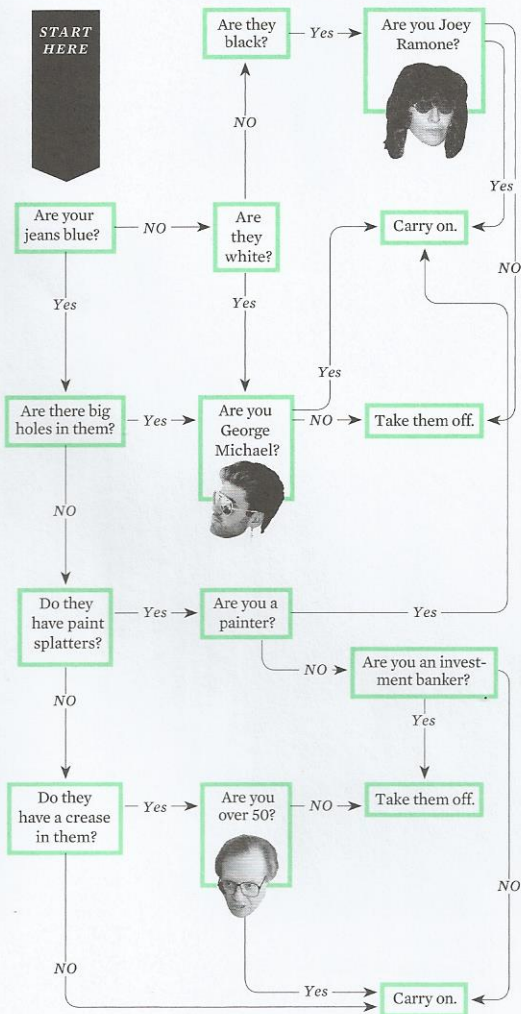 START
HERE
Are they
black?
Yes
Are you Joey
Ramone?
NO
Yes
Are your
jeans blue?
NO
Are
they
white?
Carry on.
NO
Yes
Yes
Yes
Are there big
holes in them?
Yes
Are you
George
Michael?
NO
Take them off.
NO
Do they
have paint
splatters?
Yes
Are you a
painter?
Yes
NO
Are you an invest-
ment banker?
NO
Yes
Do they
have a crease
in them?
Yes
Are you
over 50?
NO
Take them off.
NO
NO
Yes
Carry on.